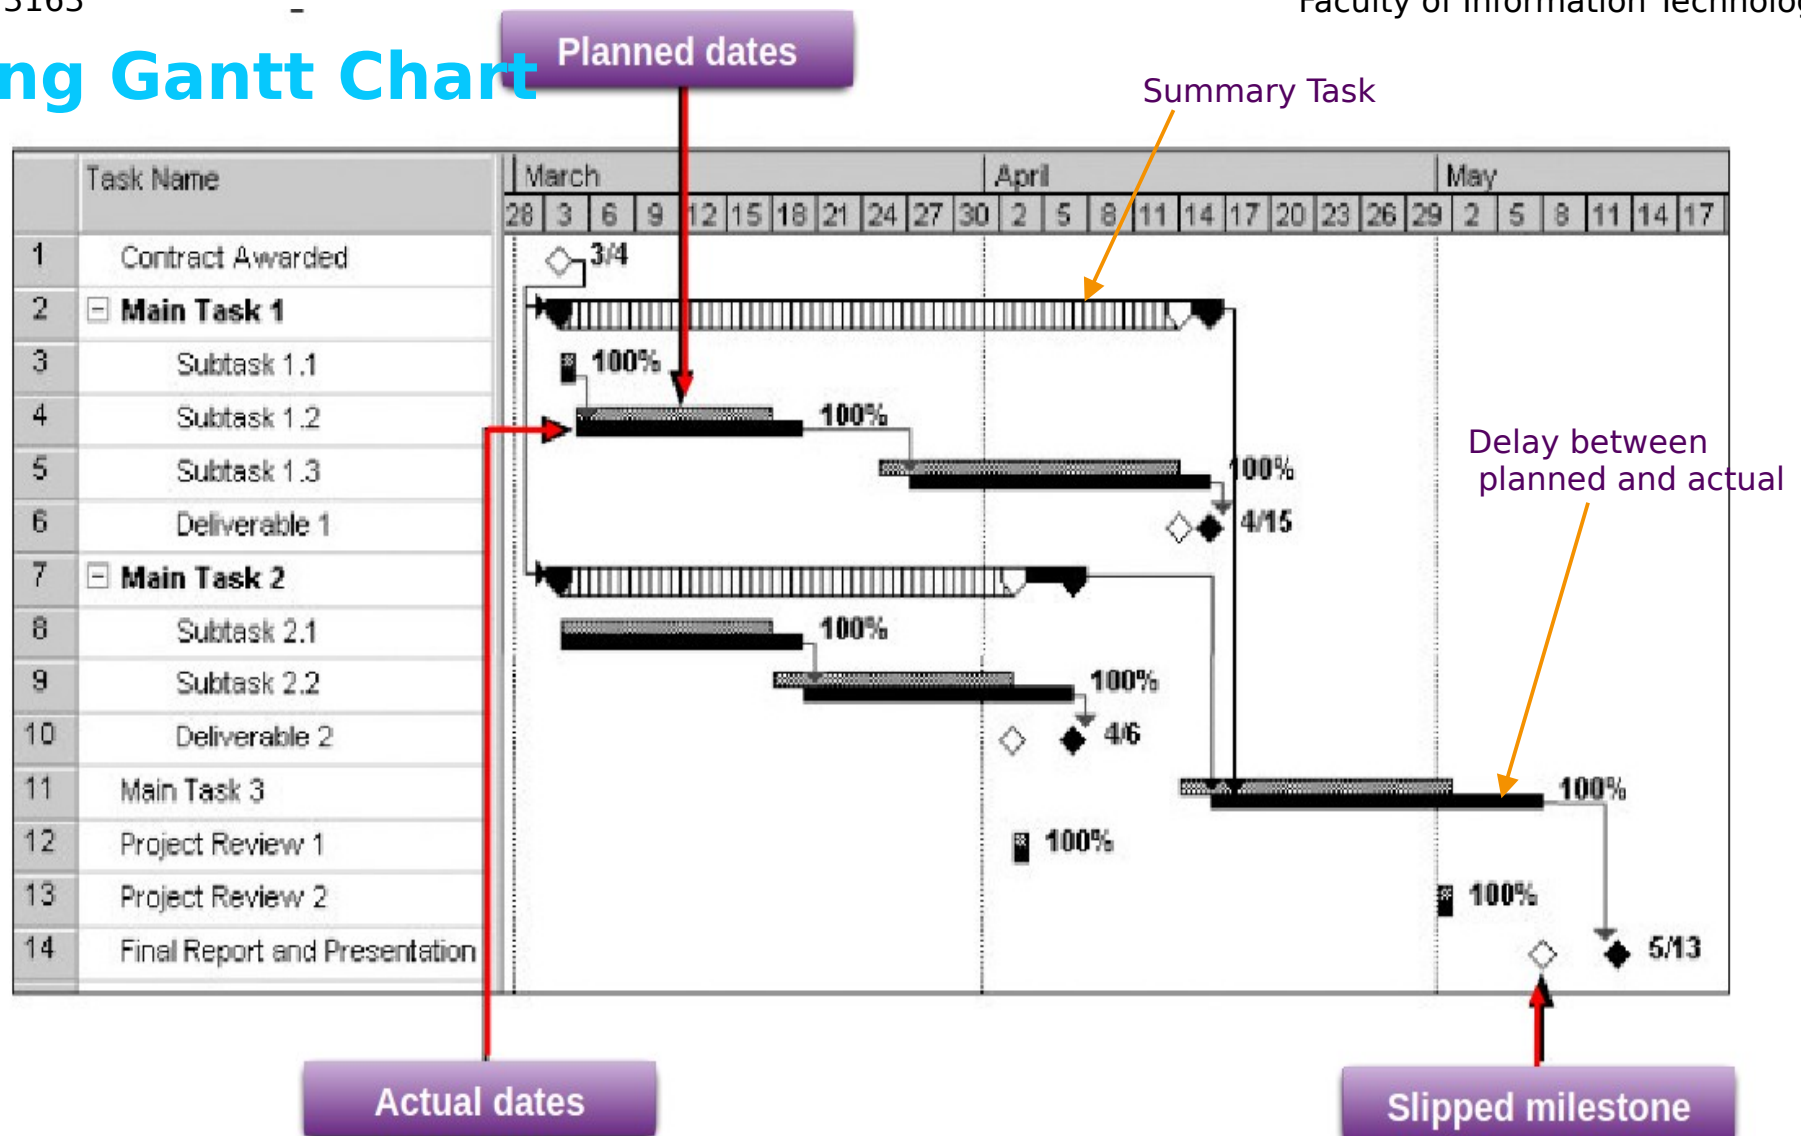 5163
Faculty of Information Technolog
ng Gantt Chart
Planned dates
Summary Task
Task Name March April May
28 3 6 9 12 15 18 21 24 27 30 2 5 8 11 14 17 20 23 26 29 2 5 8 11 14 17
1 Contract Awarded 3/4
2 Main Task 1
3 Subtask 1.1 100%
4 Subtask 1.2 100%
5 Subtask 1.3 100%
6 Deliverable 1 4/15
7 Main Task 2
8 Subtask 2.1 100%
9 Subtask 2.2 100%
10 Deliverable 2 4/6
11 Main Task 3 100%
12 Project Review 1 100%
13 Project Review 2 100%
14 Final Report and Presentation 5/13
Delay between
planned and actual
Actual dates
Slipped milestone